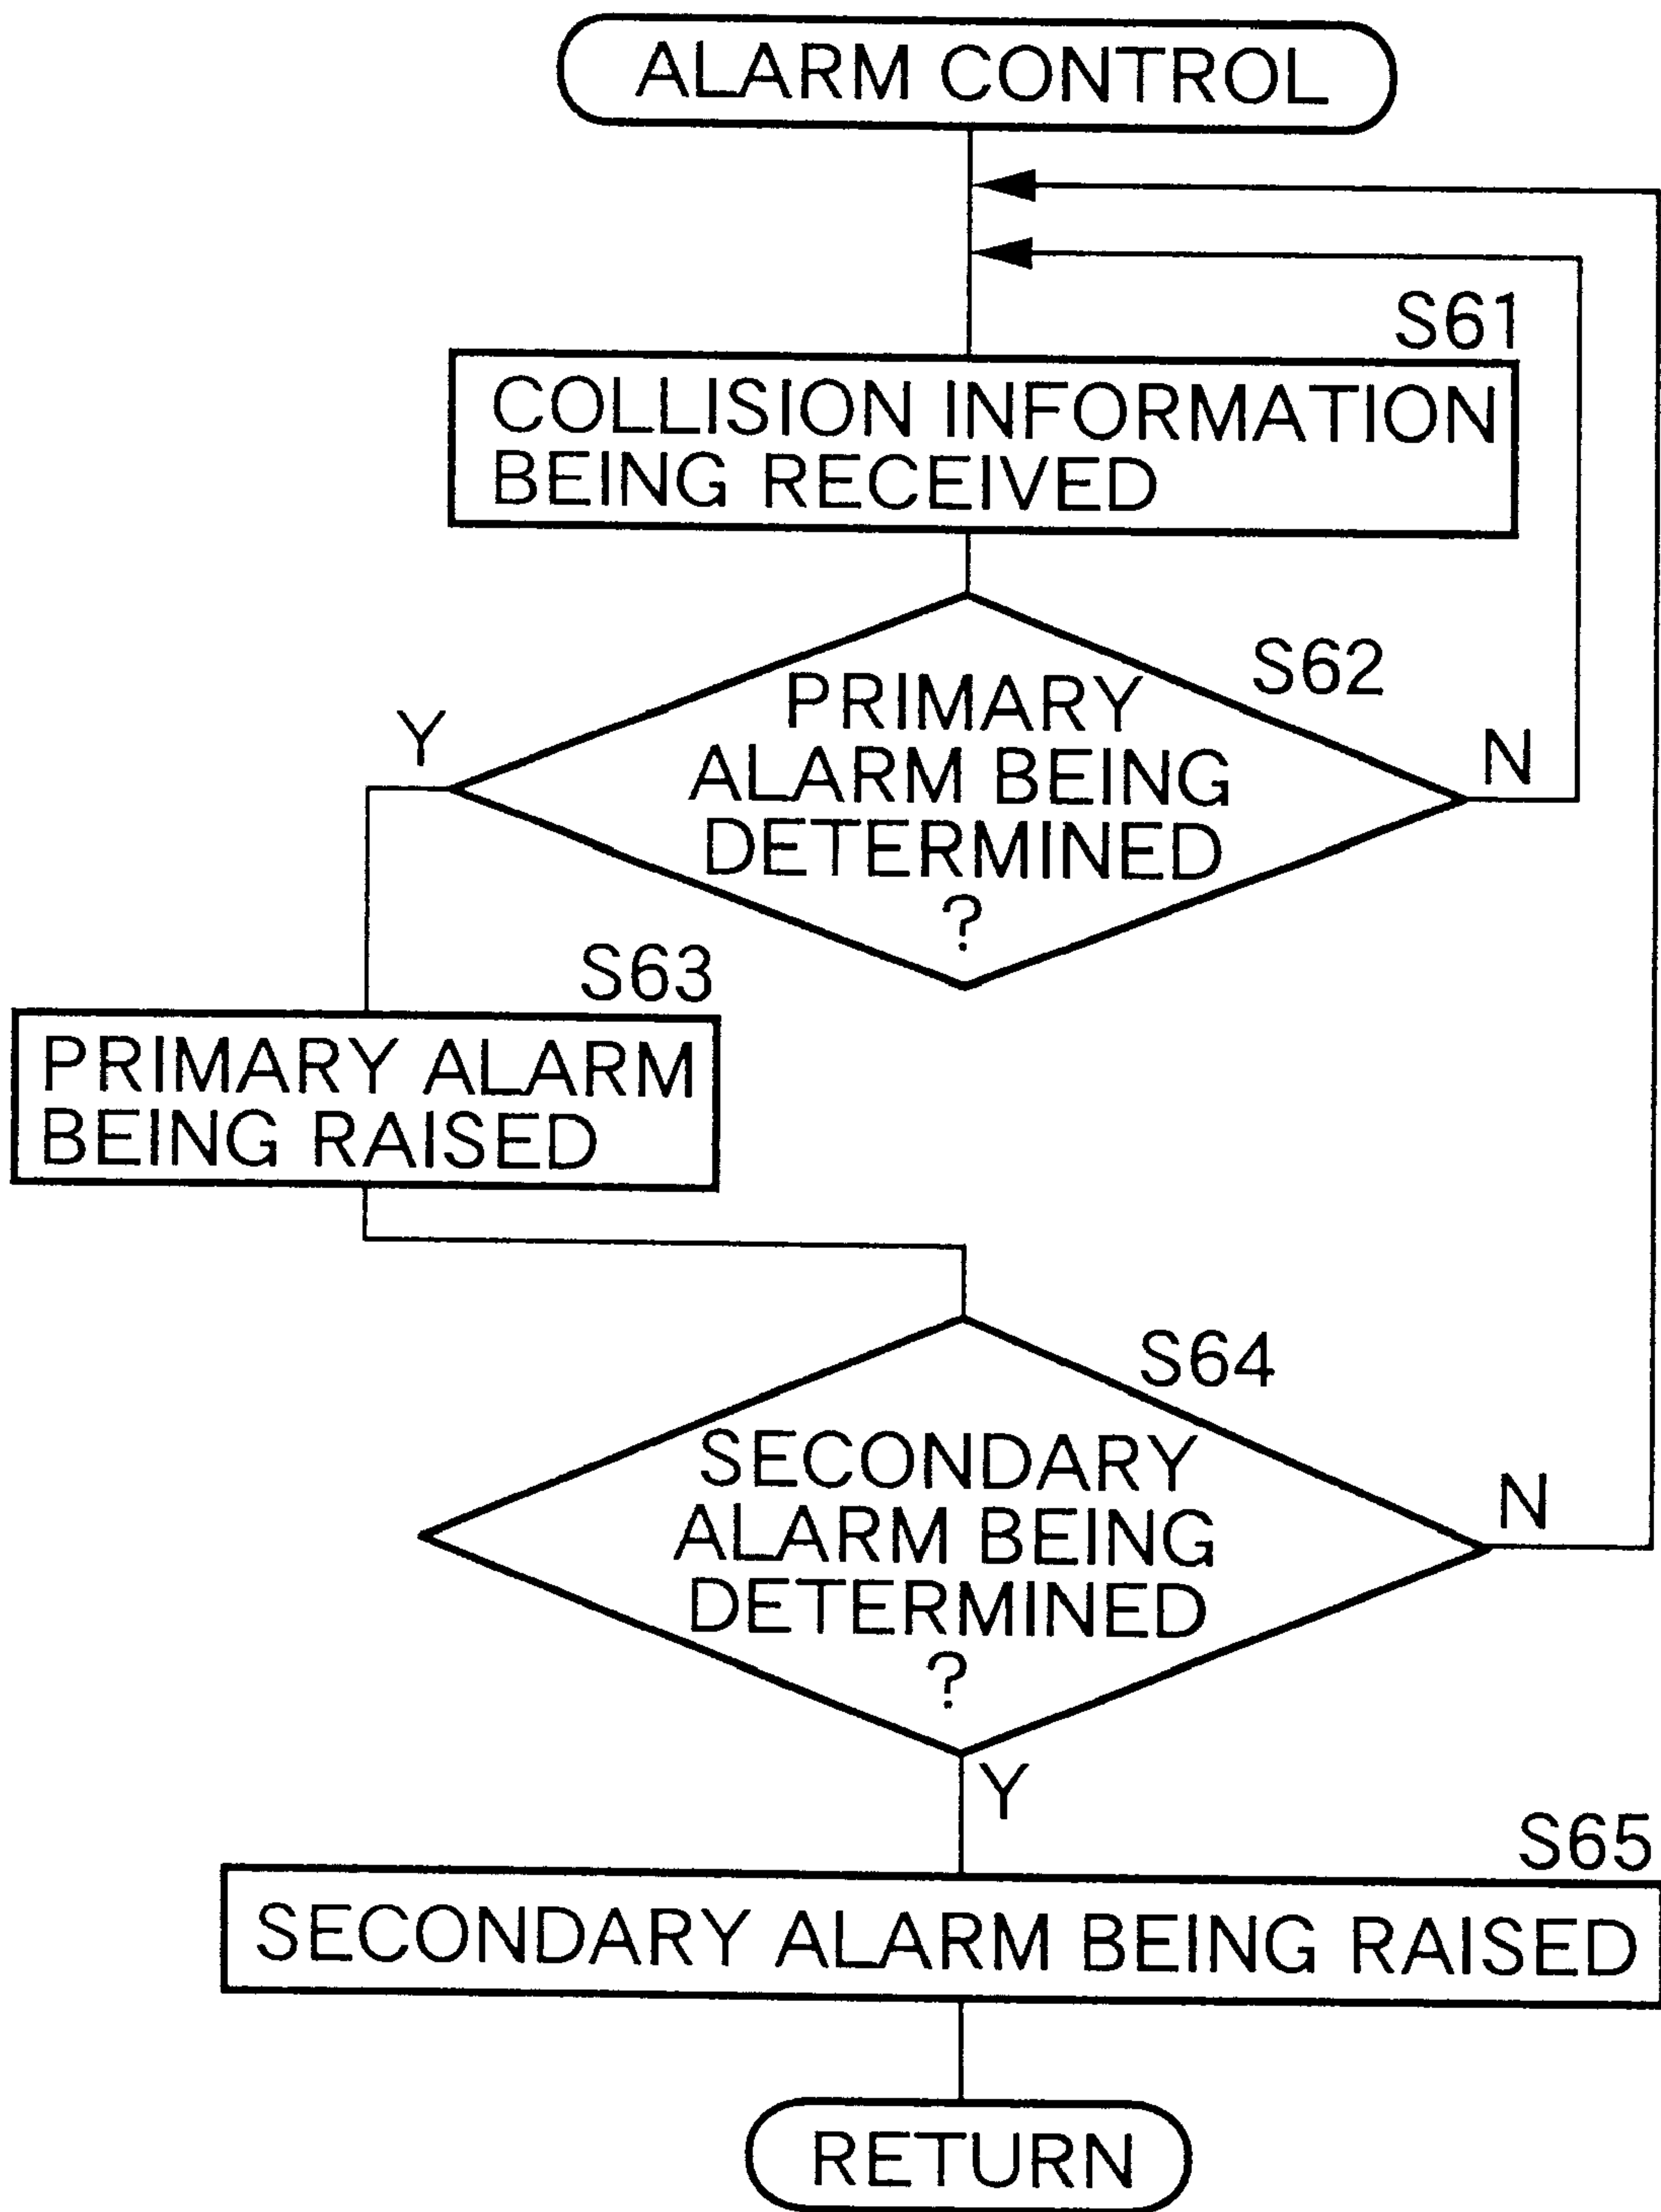 ALARM CONTROL
S61
COLLISION INFORMATION
BEING RECEIVED
S62
PRIMARY
ALARM BEING
DETERMINED
?
Y
N
S63
PRIMARY ALARM
BEING RAISED
S64
SECONDARY
ALARM BEING
DETERMINED
?
N
Y
S65
SECONDARY ALARM BEING RAISED
RETURN